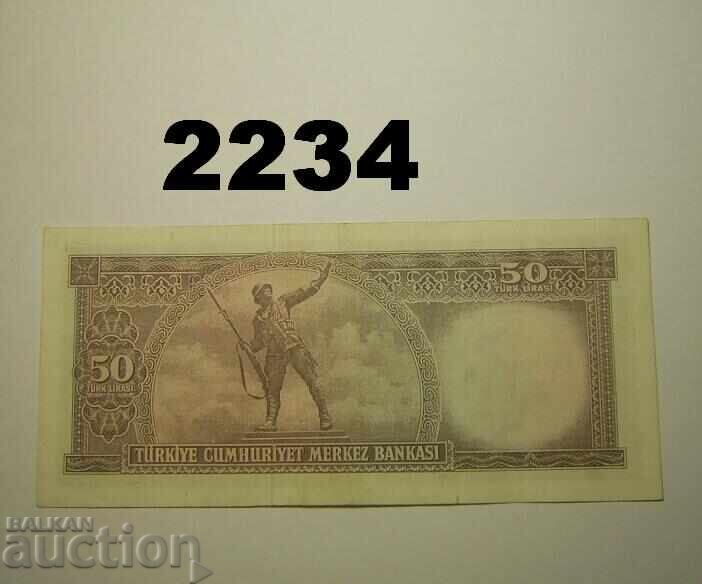 2234
50
TÜRK LİRASI
50
TÜRK LİRASI
TÜRKİYE CUMHURİYET MERKEZ BANKASI
BALKAN
auction